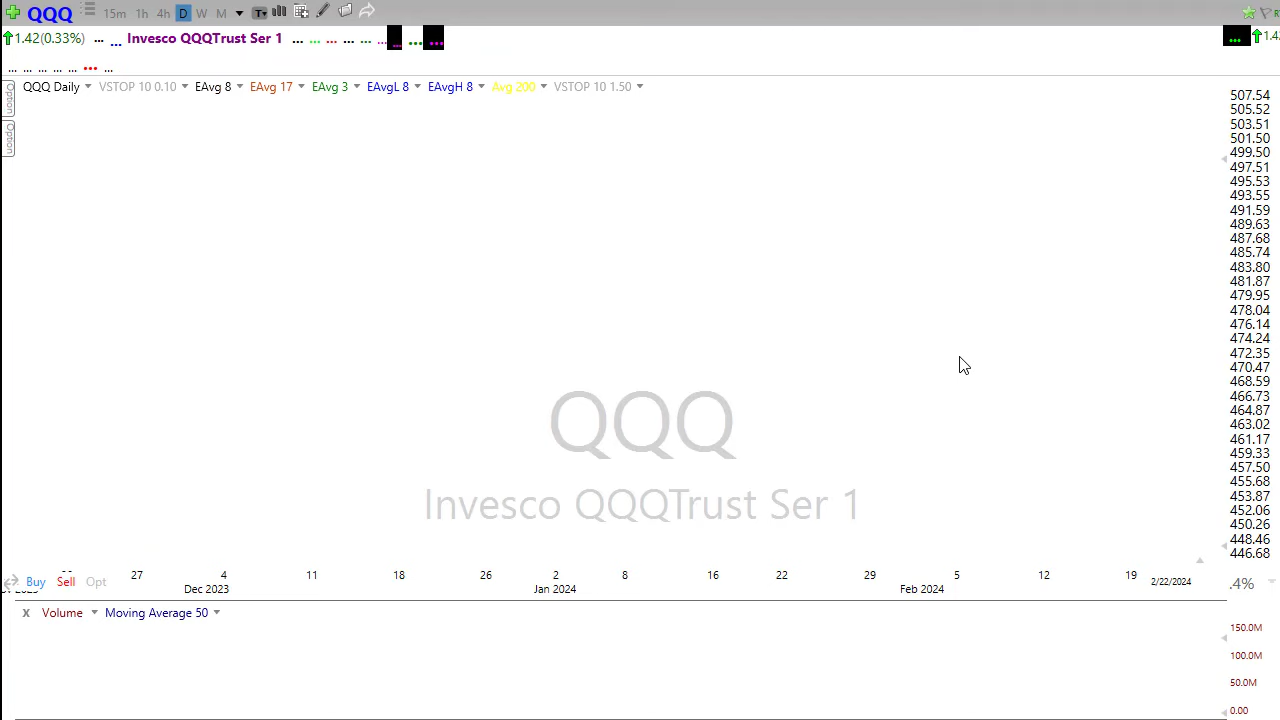 QQQ 15m 1h 4h D W M T
1.42(0.33%) ... ... Invesco QQQTrust Ser 1 ... ... ... ... ... ... ... ... ... ... 1.42
... ... ... ... ... ... ...
QQQ Daily VSTOP 10 0.10 EAvg 8 EAvg 17 EAvg 3 EAvgL 8 EAvgH 8 Avg 200 VSTOP 10 1.50
Option
Option
507.54
505.52
503.51
501.50
499.50
497.51
495.53
493.55
491.59
489.63
487.68
485.74
483.80
481.87
479.95
478.04
476.14
474.24
472.35
470.47
468.59
466.73
464.87
463.02
461.17
459.33
457.50
455.68
453.87
452.06
450.26
448.46
446.68
QQQ
Invesco QQQTrust Ser 1
27 4 11 18 26 2 8 16 22 29 5 12 19
Buy Sell Opt 2/22/2024 .4%
Dec 2023 Jan 2024 Feb 2024
X Volume Moving Average 50
150.0M
100.0M
50.0M
0.00